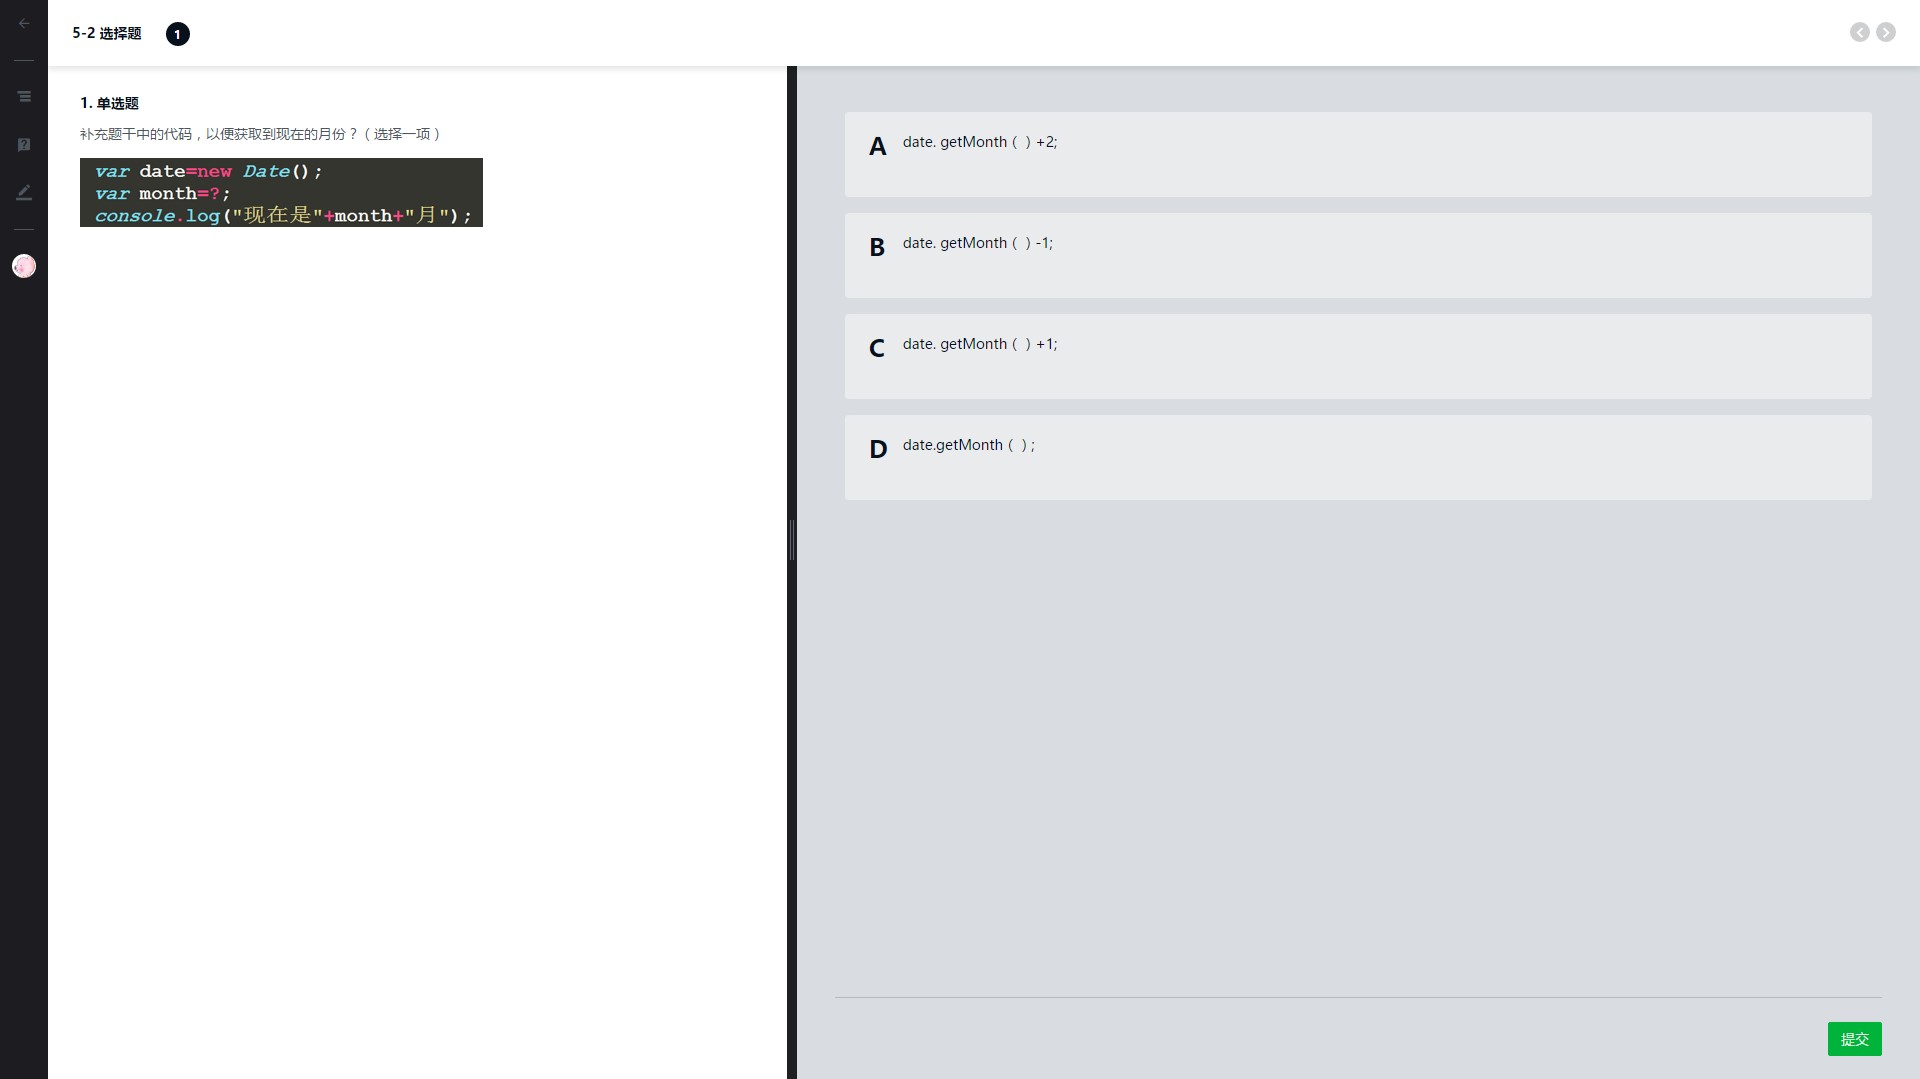 5-2 选择题
1
1. 单选题
补充题干中的代码，以便获取到现在的月份？（选择一项）
var date=new Date();
var month=?;
console.log("现在是"+month+"月");
A date. getMonth（ ）+2;
B date. getMonth（ ）-1;
C date. getMonth（ ）+1;
D date.getMonth（ ）;
提交